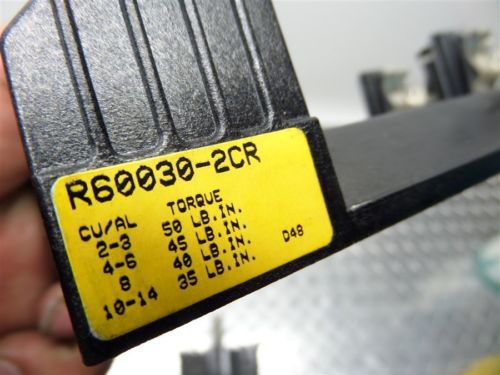 R60030-2CR
CU/AL TORQUE
2-3 50 LB.IN.
4-6 45 LB.IN.
8 40 LB.IN.
10-14 35 LB.IN. D48